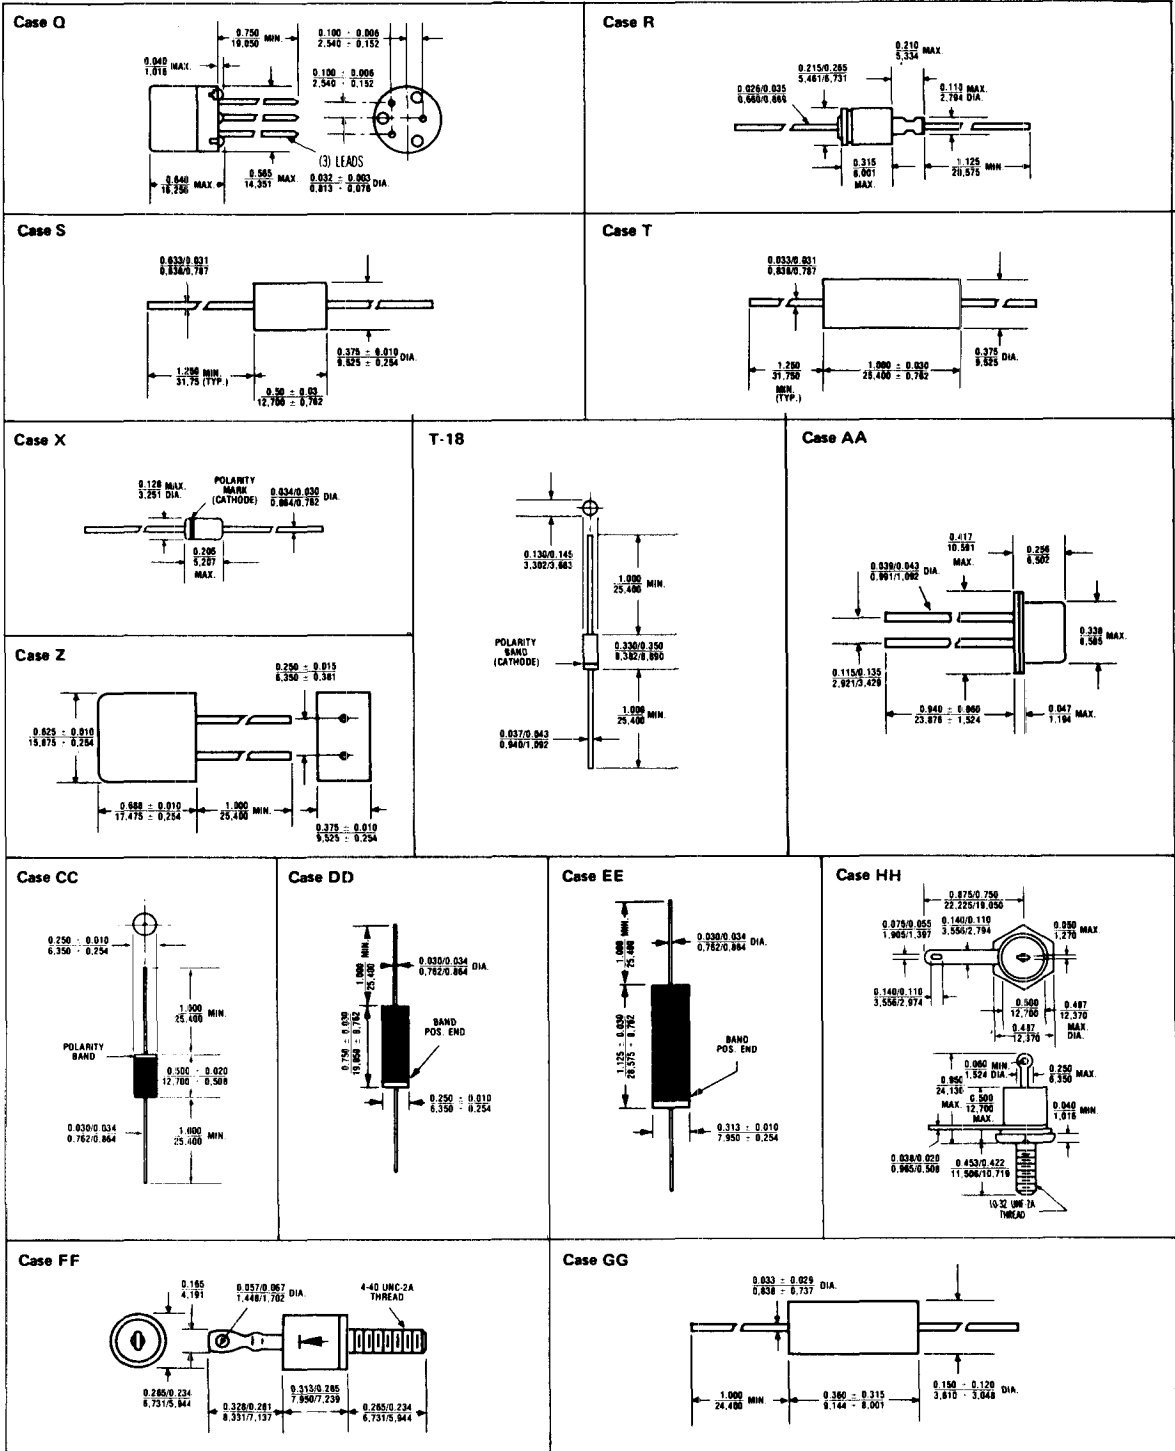 Case Q
0.750
19,050 MIN.
0.100 - 0.006
2,540 - 0.152
0.040
1,016 MAX.
0.100 - 0.006
2,540 - 0.152
(3) LEADS
0.640
16,256 MAX.
0.565
14,351 MAX.
0.032 - 0.003
0,813 - 0,076 DIA.
Case R
0.210
5,334 MAX.
0.215/0.265
5,461/6,731
0.026/0.035
0,660/0,889
0.110 MAX.
2,794 DIA.
0.315
8,001
MAX.
1.125
28,575 MIN
Case S
0.033/0.031
0,838/0,787
0.375 ± 0.010
9,525 ± 0,254 DIA.
1.250 MIN.
31,75 (TYP.)
0.50 ± 0.03
12,700 ± 0,762
Case T
0.033/0.031
0,838/0,787
0.375
9,525 DIA.
1.250
31,750
MIN.
(TYP.)
1.000 ± 0.030
25,400 ± 0,762
Case X
0.128 MAX.
3,251 DIA.
POLARITY
MARK
(CATHODE)
0.034/0.030
0,864/0,762 DIA.
0.205
5,207
MAX.
T-18
0.130/0.145
3,302/3,683
1.000
25,400 MIN.
POLARITY
BAND
(CATHODE)
0.330/0.350
8,382/8,890
1.000
25,400 MIN.
0.037/0.043
0,940/1,092
Case AA
0.417
10,591
MAX.
0.256
6,502
0.039/0.043
0,991/1,092 DIA.
0.338
8,585 MAX.
0.115/0.135
2,921/3,429
0.940 ± 0.060
23,876 ± 1,524
0.047
1,194 MAX.
Case Z
0.250 ± 0.015
6,350 ± 0,381
0.625 ± 0.010
15,875 ± 0,254
0.688 ± 0.010
17,475 ± 0,254
1.000
25,400 MIN.
0.375 ± 0.010
9,525 ± 0,254
Case CC
0.250 - 0.010
6,350 - 0,254
1.000
25,400 MIN.
POLARITY
BAND
0.500 - 0.020
12,700 - 0,508
0.030/0.034
0,762/0,864
1.000
25,400 MIN.
Case DD
1.000 MIN.
25,400
0.030/0.034
0,762/0,864 DIA.
0.750 ± 0.030
19,050 ± 0,762
BAND
POS. END
0.250 ± 0.010
6,350 - 0,254
Case EE
1.000 MIN.
25,400
0.030/0.034
0,762/0,864 DIA.
1.125 - 0.030
28,575 - 0,762
BAND
POS. END
0.313 ± 0.010
7,950 ± 0,254
Case HH
0.875/0.750
22,225/19,050
0.075/0.055
1,905/1,397
0.140/0.110
3,556/2,794
0.050
1,270 MAX.
0.140/0.110
3,556/2,974
0.500
12,700
0.487
12,370
0.487
12,370
MAX.
DIA.
0.060 MIN.
1,524 DIA.
0.250
6,350 MAX.
0.950
24,130
MAX.
0.500
12,700
MAX.
0.040
1,016 MIN.
0.038/0.020
0,965/0,508
0.453/0.422
11,506/10,719
10-32 UNF-2A
THREAD
Case FF
0.165
4,191
0.057/0.067
1,448/1,702 DIA.
4-40 UNC-2A
THREAD
0.265/0.234
6,731/5,944
0.328/0.281
8,331/7,137
0.313/0.285
7,950/7,239
0.265/0.234
6,731/5,944
Case GG
0.033 ± 0.029
0,838 - 0,737 DIA.
1.000
24,400 MIN.
0.360 ± 0.315
9,144 - 8,001
0.150 - 0.120
3,810 - 3,048 DIA.